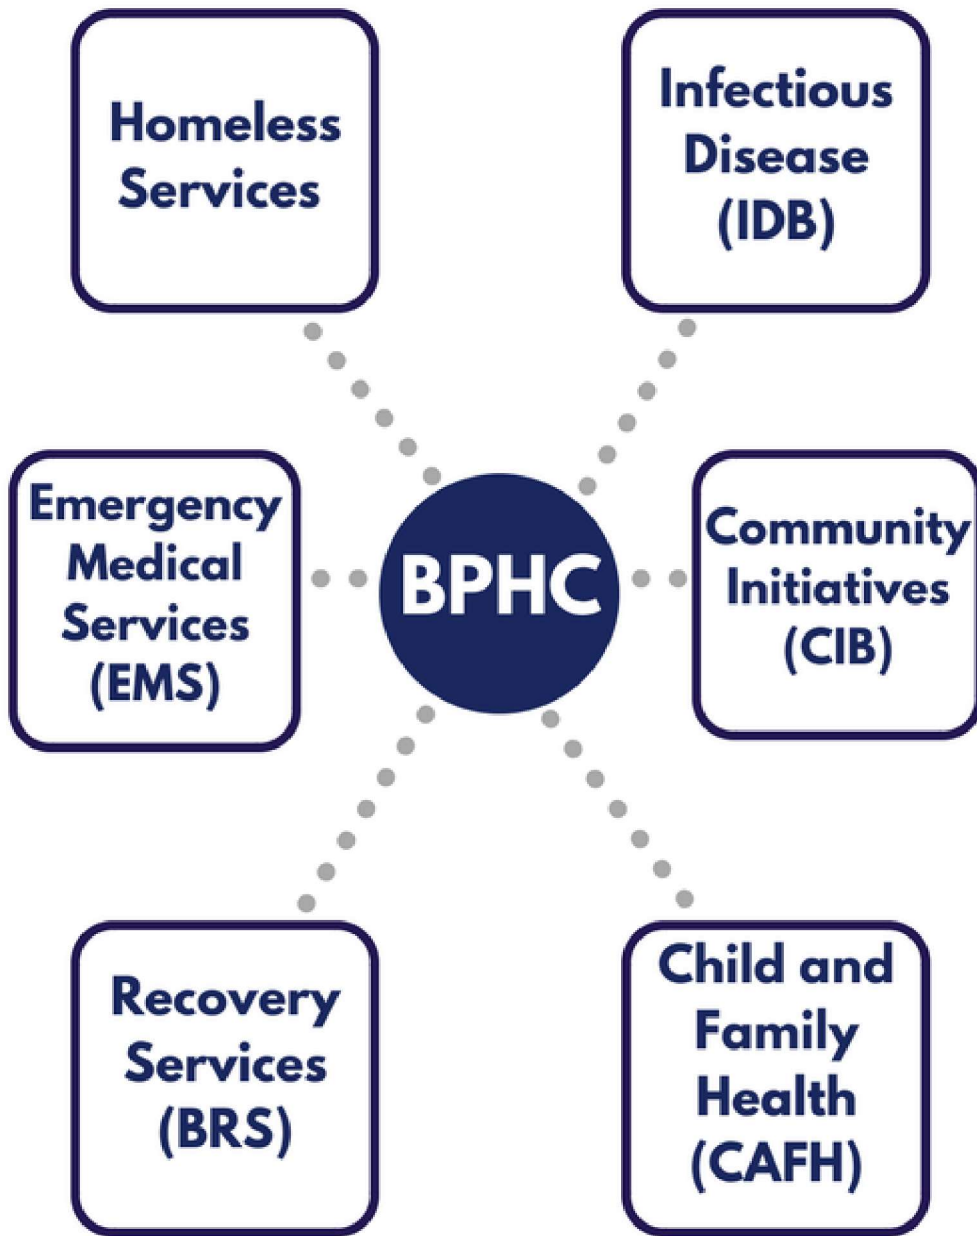 Homeless
Services
Infectious
Disease
(IDB)
Emergency
Medical
Services
(EMS)
BPHC
Community
Initiatives
(CIB)
Recovery
Services
(BRS)
Child and
Family
Health
(CAFH)